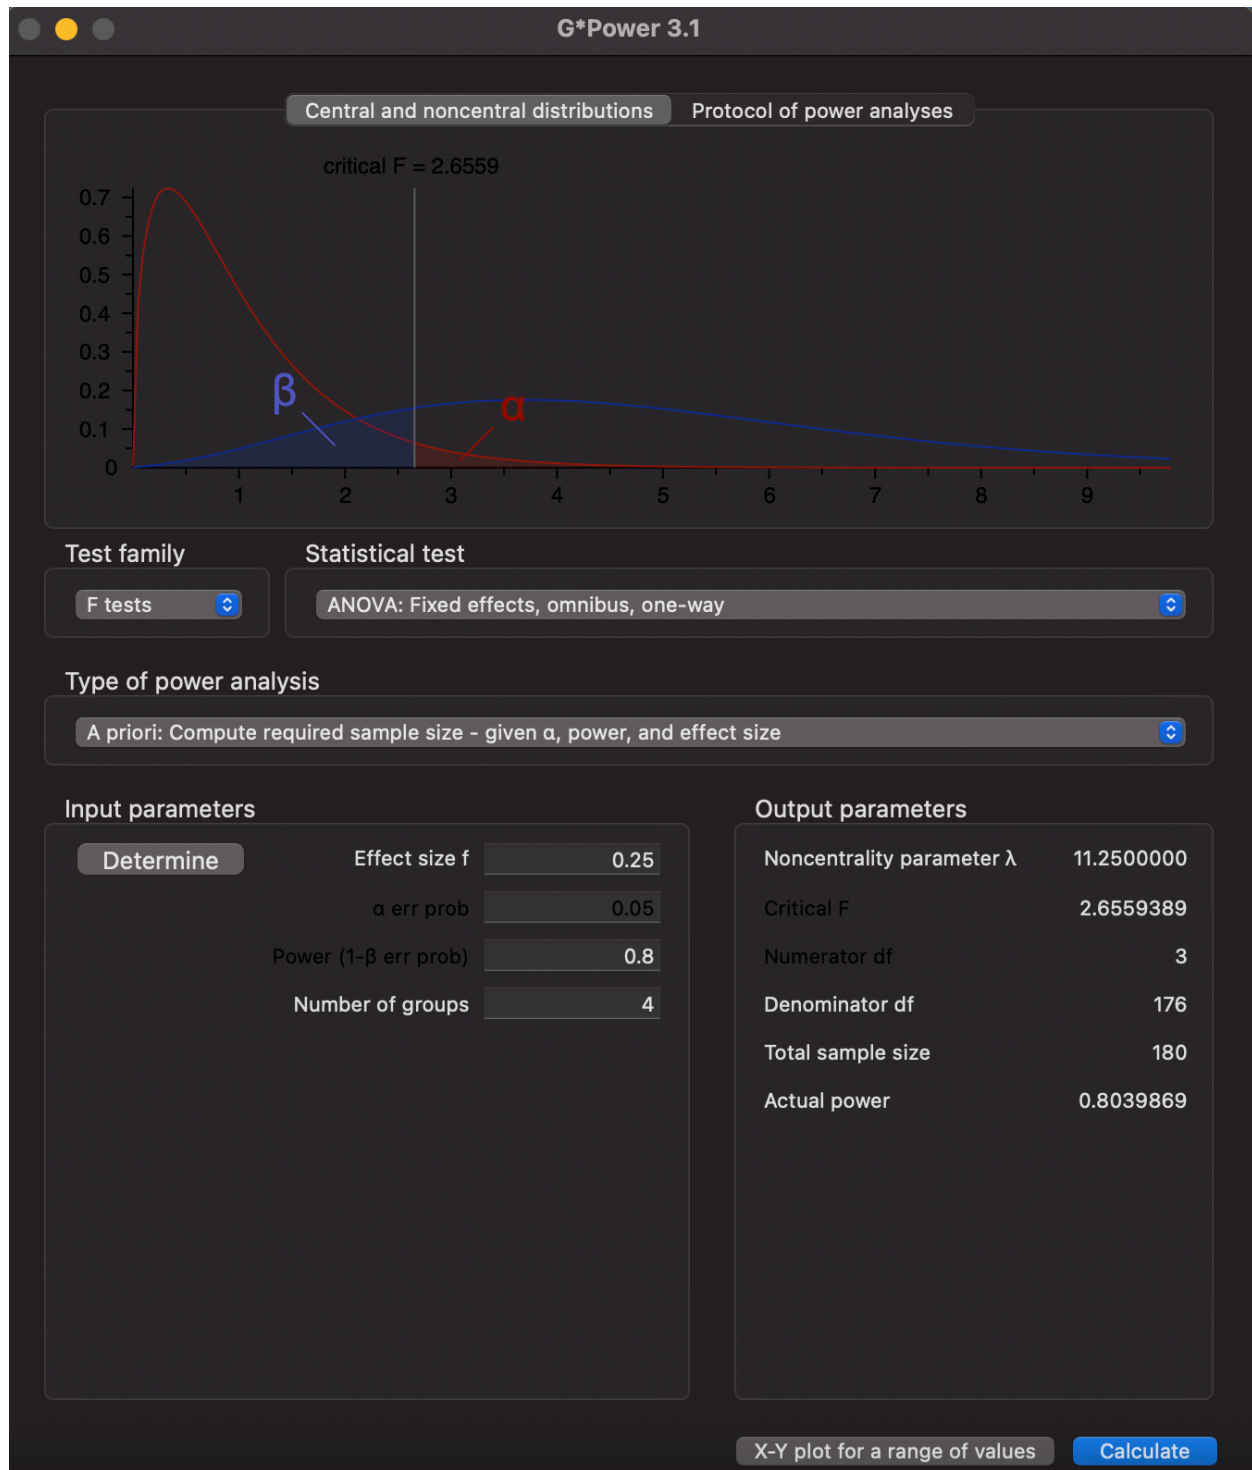 G*Power 3.1
Central and noncentral distributions Protocol of power analyses
critical F = 2.6559
0.7
0.6
0.5
0.4
0.3
0.2
0.1
0
β
α
1 2 3 4 5 6 7 8 9
Test family Statistical test
F tests ANOVA: Fixed effects, omnibus, one-way
Type of power analysis
A priori: Compute required sample size - given α, power, and effect size
Input parameters
Determine Effect size f 0.25
α err prob 0.05
Power (1-β err prob) 0.8
Number of groups 4
Output parameters
Noncentrality parameter λ 11.2500000
Critical F 2.6559389
Numerator df 3
Denominator df 176
Total sample size 180
Actual power 0.8039869
X-Y plot for a range of values Calculate